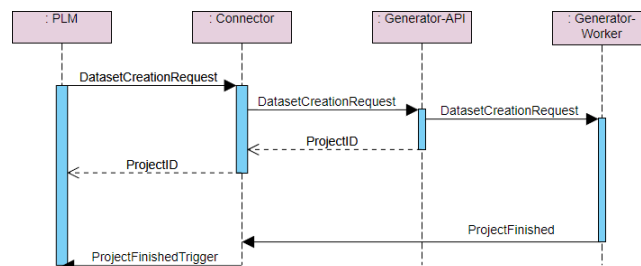 : PLM
: Connector
: Generator-API
: Generator-
Worker
DatasetCreationRequest
DatasetCreationRequest
DatasetCreationRequest
ProjectID
ProjectID
ProjectFinished
ProjectFinishedTrigger